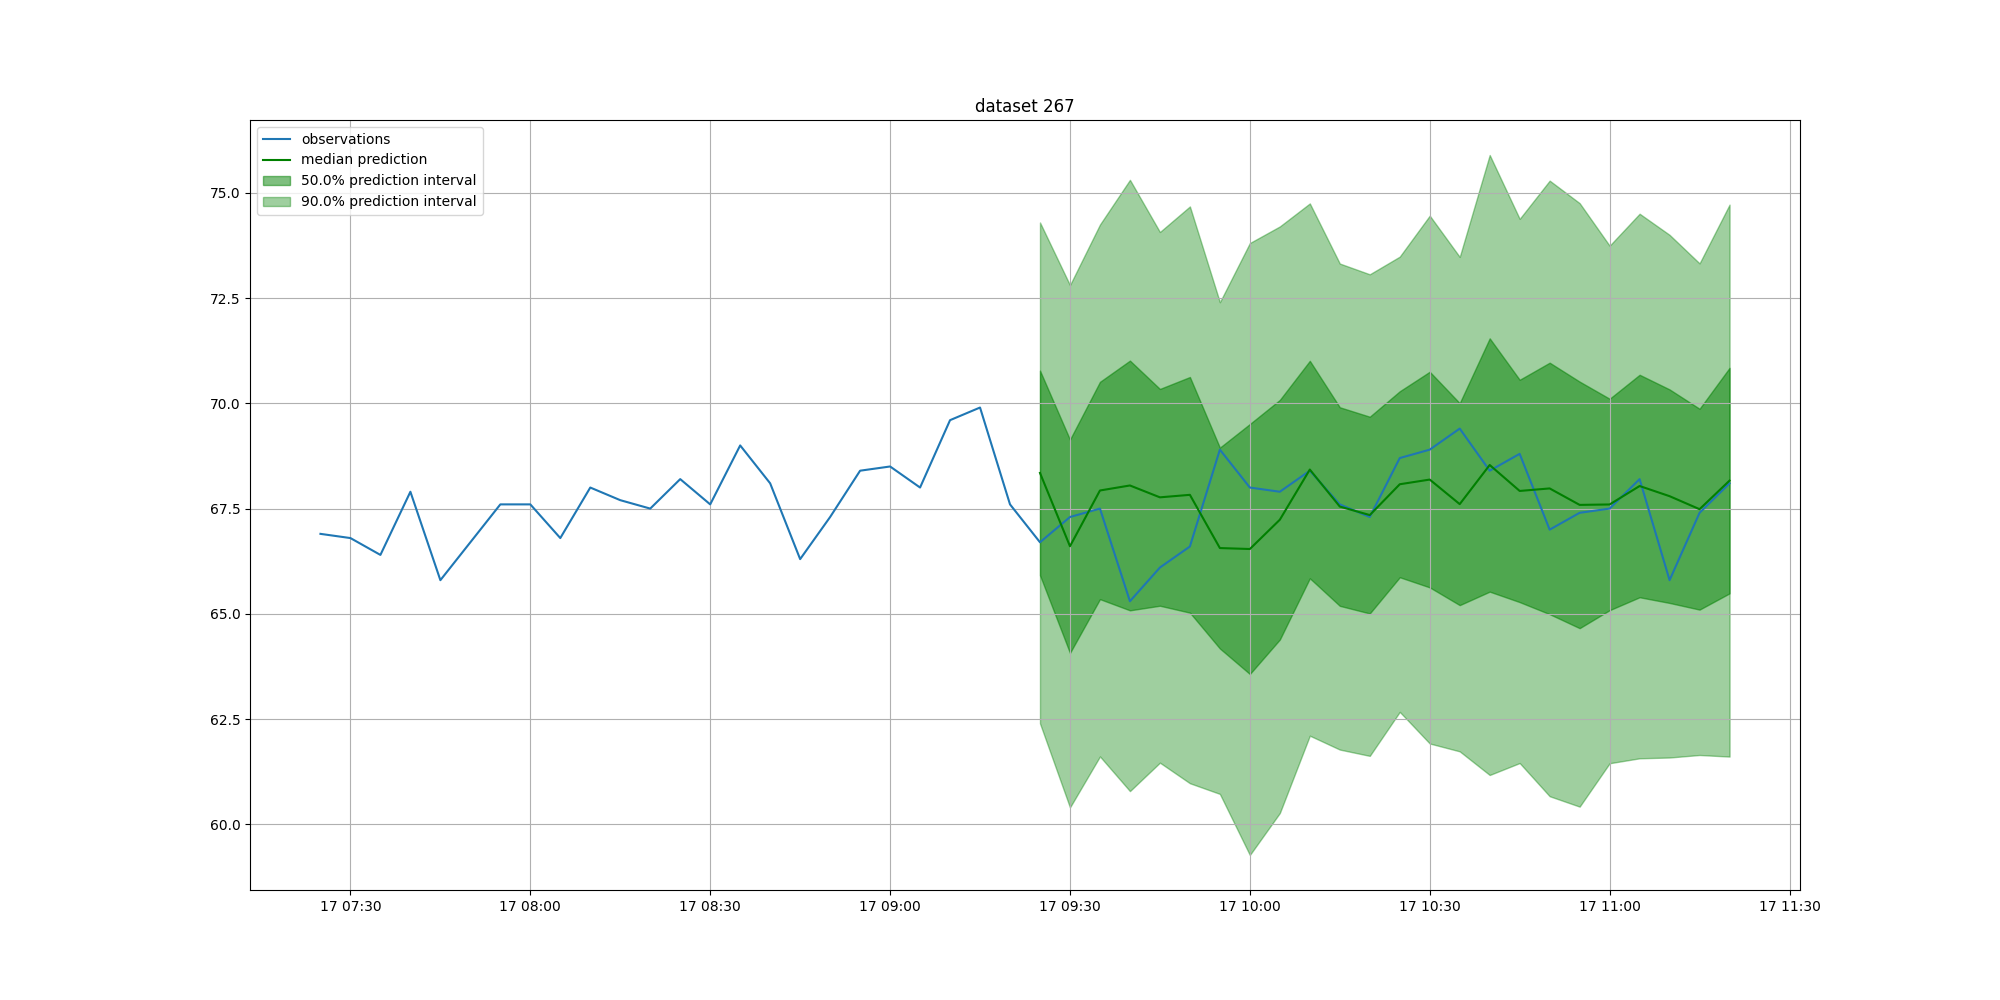 dataset 267
observations
median prediction
50.0% prediction interval
90.0% prediction interval
75.0
72.5
70.0
67.5
65.0
62.5
60.0
17 07:30 17 08:00 17 08:30 17 09:00 17 09:30 17 10:00 17 10:30 17 11:00 17 11:30